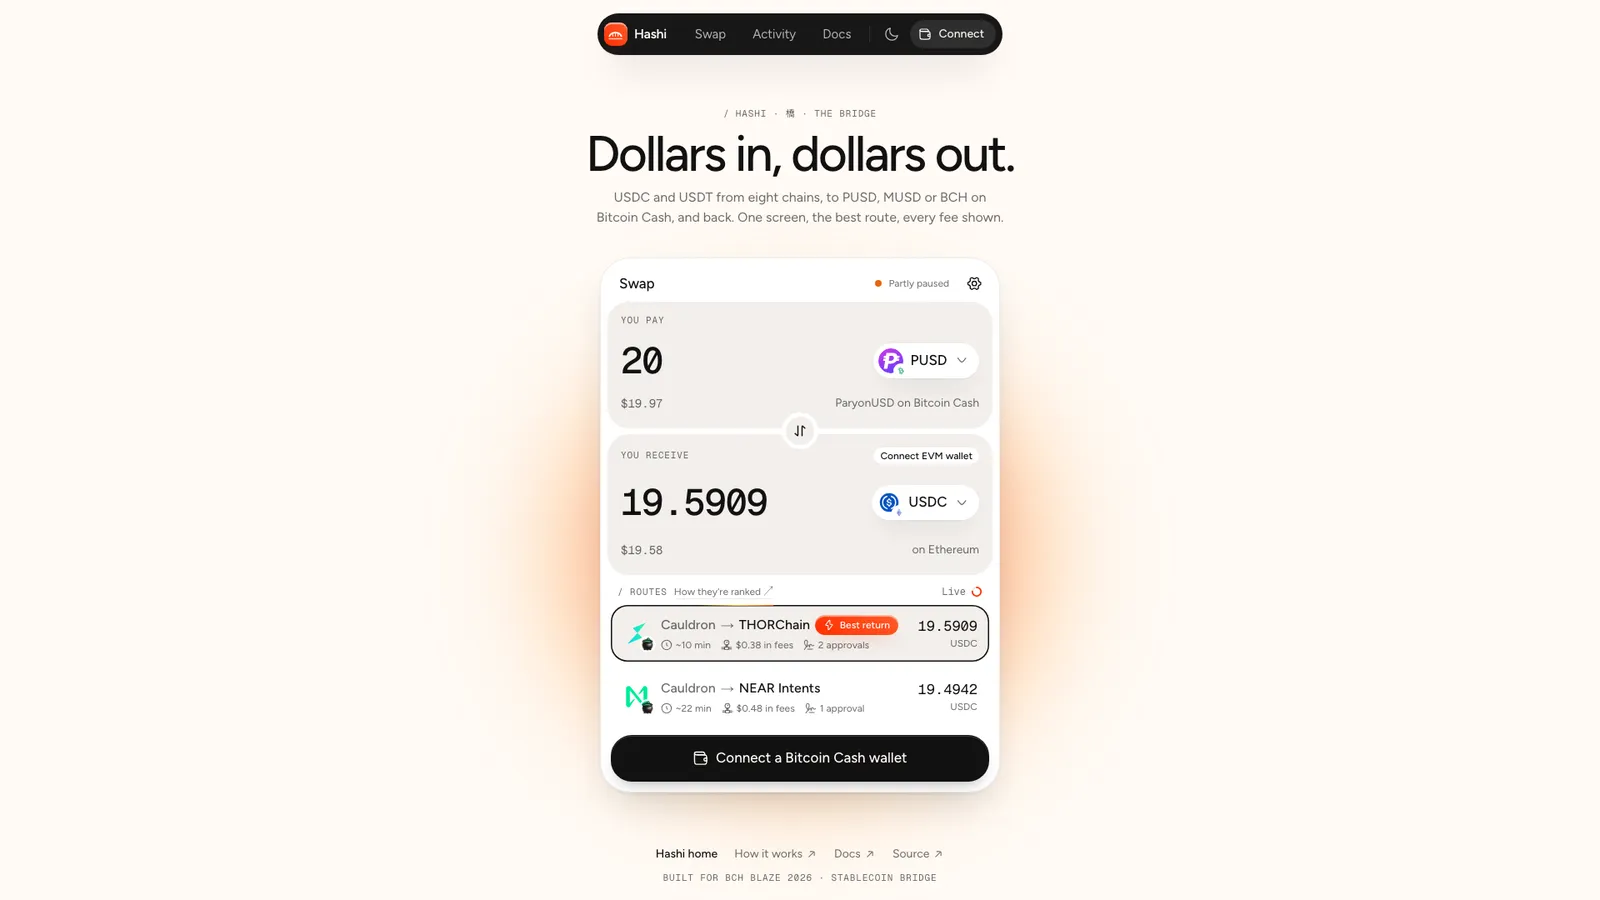 Hashi Swap Activity Docs Connect
/ HASHI · 橋 · THE BRIDGE
Dollars in, dollars out.
USDC and USDT from eight chains, to PUSD, MUSD or BCH on
Bitcoin Cash, and back. One screen, the best route, every fee shown.
Swap Partly paused
YOU PAY
20 PUSD
$19.97 ParyonUSD on Bitcoin Cash
YOU RECEIVE Connect EVM wallet
19.5909 USDC
$19.58 on Ethereum
/ ROUTES How they're ranked ↗ Live
Cauldron → THORChain Best return 19.5909
~10 min $0.38 in fees 2 approvals USDC
Cauldron → NEAR Intents 19.4942
~22 min $0.48 in fees 1 approval USDC
Connect a Bitcoin Cash wallet
Hashi home How it works ↗ Docs ↗ Source ↗
BUILT FOR BCH BLAZE 2026 · STABLECOIN BRIDGE